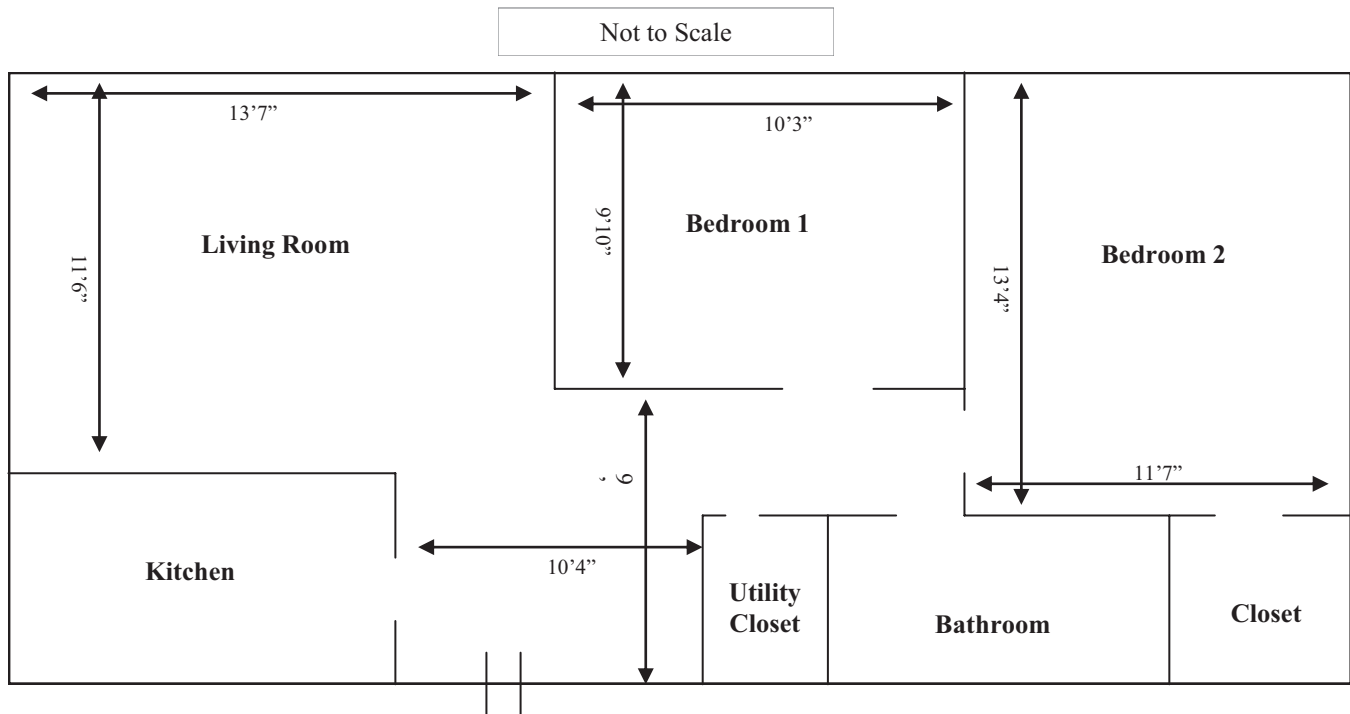 Not to Scale
13’7”
10’3”
9’10”
Bedroom 1
Living Room
Bedroom 2
11’6”
13’4”
9’
11’7”
10’4”
Kitchen
Utility
Closet
Bathroom
Closet